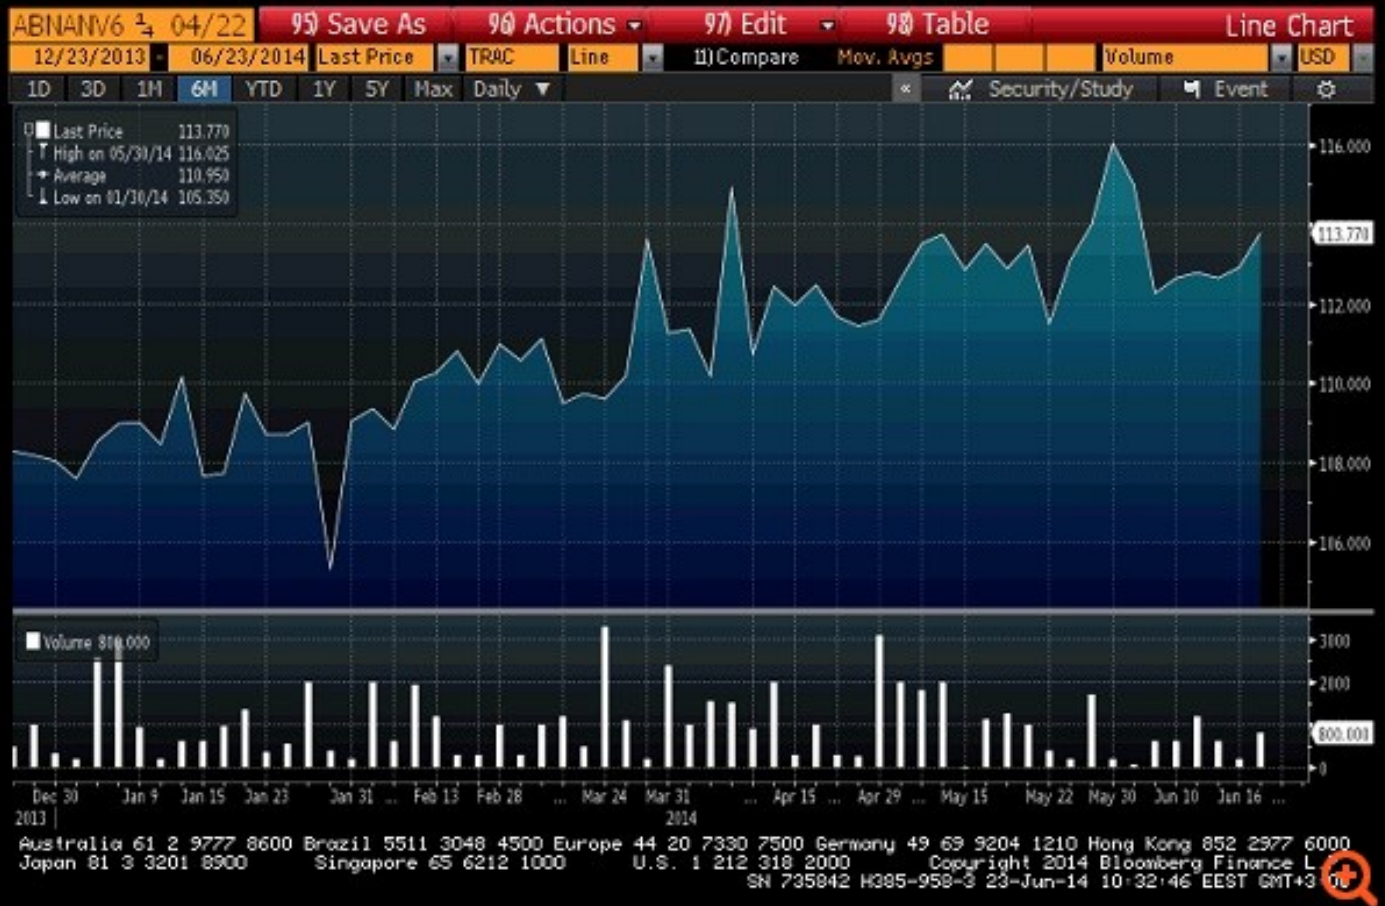 ABNANV6 ¼ 04/22 95) Save As 96) Actions 97) Edit 98) Table Line Chart
12/23/2013 - 06/23/2014 Last Price TRAC Line 11) Compare Mov. Avgs Volume USD
1D 3D 1M 6M YTD 1Y 5Y Max Daily ▼ « Security/Study Event
Last Price 113.770
High on 05/30/14 116.025
Average 110.950
Low on 01/30/14 105.350
116.000
113.770
112.000
110.000
108.000
106.000
Volume 800.000
3000
2000
800.000
0
Dec 30 Jan 9 Jan 15 Jan 23 Jan 31 ... Feb 13 Feb 28 ... Mar 24 Mar 31 ... Apr 15 ... Apr 29 ... May 15 May 22 May 30 Jun 10 Jun 16 ...
2013 2014
Australia 61 2 9777 8600 Brazil 5511 3048 4500 Europe 44 20 7330 7500 Germany 49 69 9204 1210 Hong Kong 852 2977 6000
Japan 81 3 3201 8900 Singapore 65 6212 1000 U.S. 1 212 318 2000 Copyright 2014 Bloomberg Finance L.
SN 735842 H385-958-3 23-Jun-14 10:32:46 EEST GMT+3